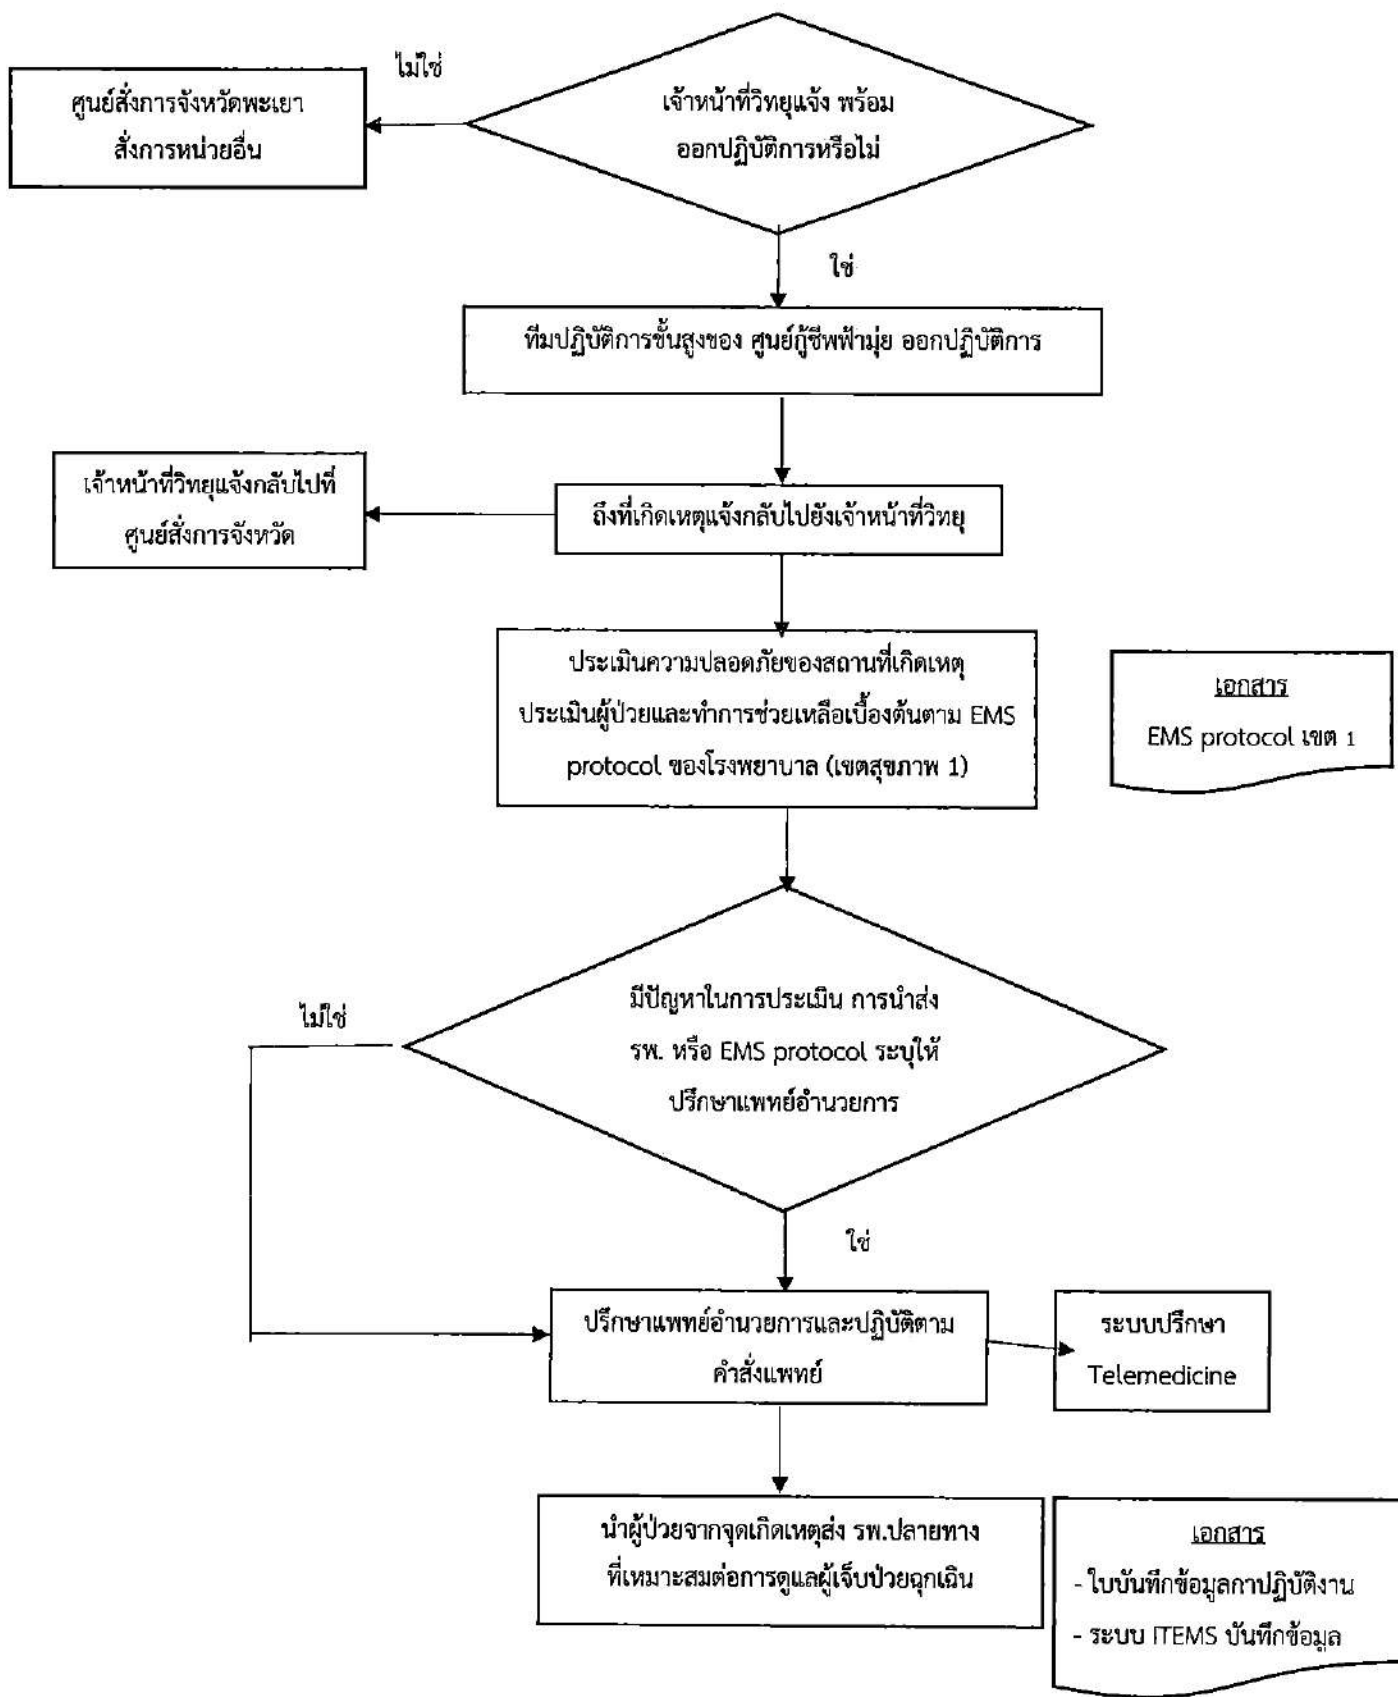 ไม่ใช่
ศูนย์สั่งการจังหวัดพะเยา
สั่งการหน่วยอื่น
เจ้าหน้าที่วิทยุแจ้ง พร้อม
ออกปฏิบัติการหรือไม่
ใช่
ทีมปฏิบัติการขั้นสูงของ ศูนย์กู้ชีพฟ้ามุ่ย ออกปฏิบัติการ
เจ้าหน้าที่วิทยุแจ้งกลับไปที่
ศูนย์สั่งการจังหวัด
ถึงที่เกิดเหตุแจ้งกลับไปยังเจ้าหน้าที่วิทยุ
ประเมินความปลอดภัยของสถานที่เกิดเหตุ
ประเมินผู้ป่วยและทำการช่วยเหลือเบื้องต้นตาม EMS
protocol ของโรงพยาบาล (เขตสุขภาพ 1)
เอกสาร
EMS protocol เขต 1
ไม่ใช่
มีปัญหาในการประเมิน การนำส่ง
รพ. หรือ EMS protocol ระบุให้
ปรึกษาแพทย์อำนวยการ
ใช่
ปรึกษาแพทย์อำนวยการและปฏิบัติตาม
คำสั่งแพทย์
ระบบปรึกษา
Telemedicine
นำผู้ป่วยจากจุดเกิดเหตุส่ง รพ.ปลายทาง
ที่เหมาะสมต่อการดูแลผู้เจ็บป่วยฉุกเฉิน
เอกสาร
- ใบบันทึกข้อมูลกาปฏิบัติงาน
- ระบบ ITEMS บันทึกข้อมูล